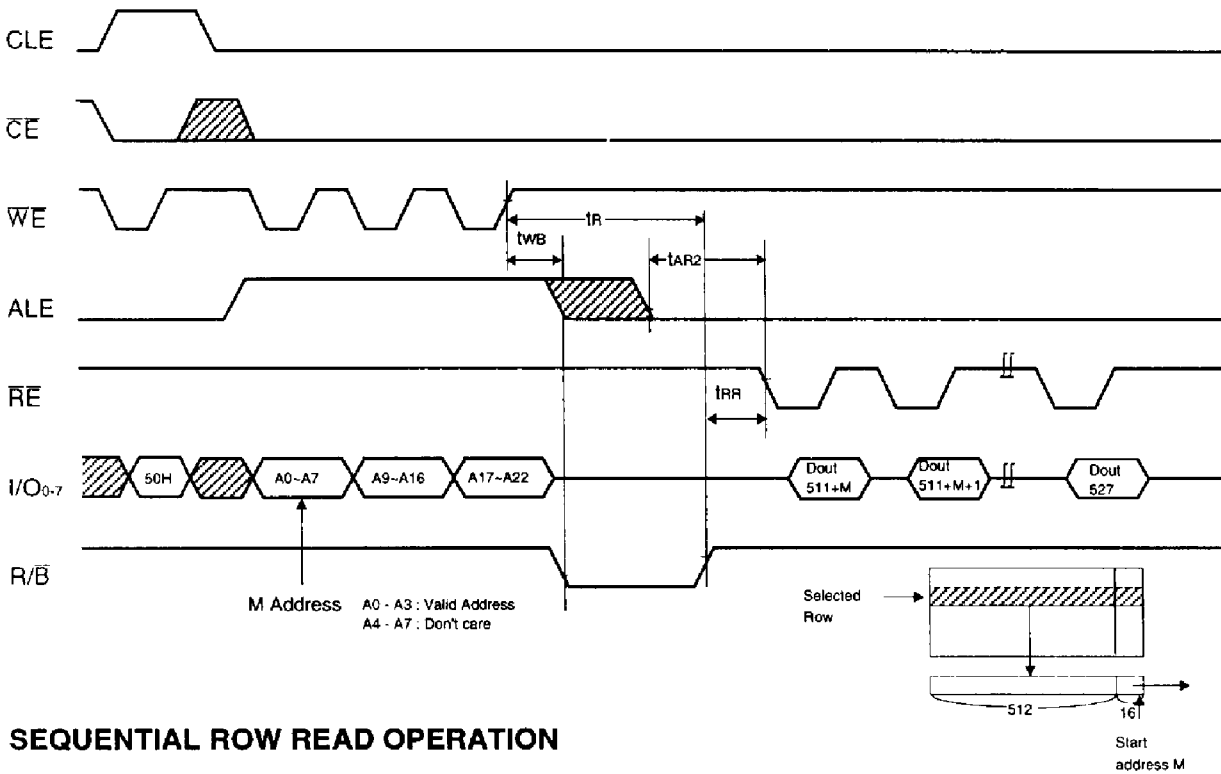 CLE
CE
WE
tR
tWB
tAR2
ALE
RE
tRR
I/O0-7
50H
A0~A7
A9~A16
A17~A22
Dout
511+M
Dout
511+M+1
Dout
527
R/B
M Address
A0 - A3 : Valid Address
A4 - A7 : Don't care
Selected
Row
512
16
Start
address M
SEQUENTIAL ROW READ OPERATION